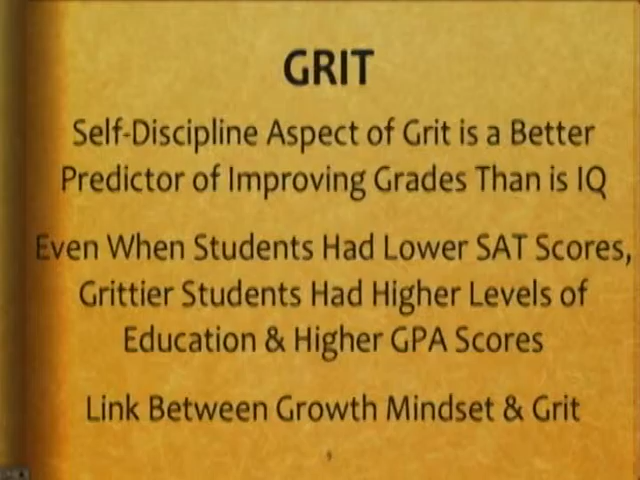 GRIT
Self-Discipline Aspect of Grit is a Better
Predictor of Improving Grades Than is IQ
Even When Students Had Lower SAT Scores,
Grittier Students Had Higher Levels of
Education & Higher GPA Scores
Link Between Growth Mindset & Grit
9